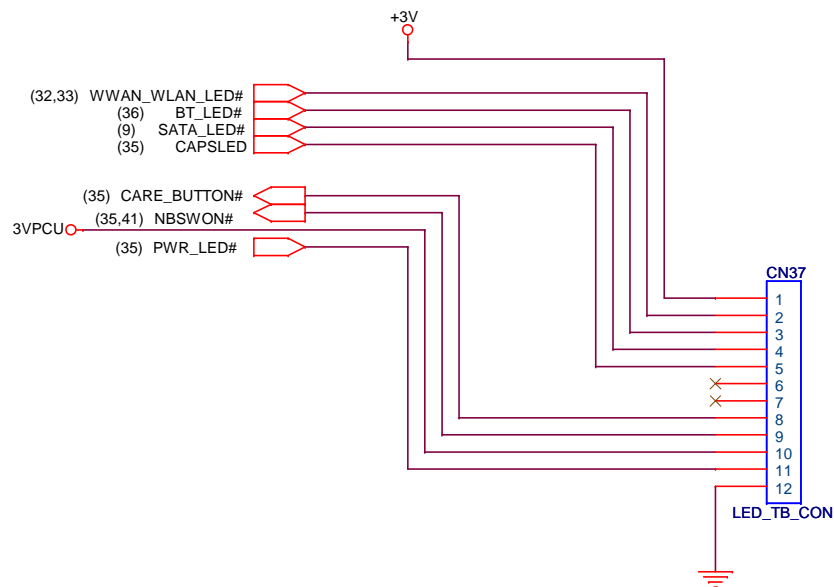 +3V
(32,33) WWAN_WLAN_LED#
(36) BT_LED#
(9) SATA_LED#
(35) CAPSLED
(35) CARE_BUTTON#
(35,41) NBSWON#
3VPCU
(35) PWR_LED#
CN37
1
2
3
4
5
6
7
8
9
10
11
12
LED_TB_CON